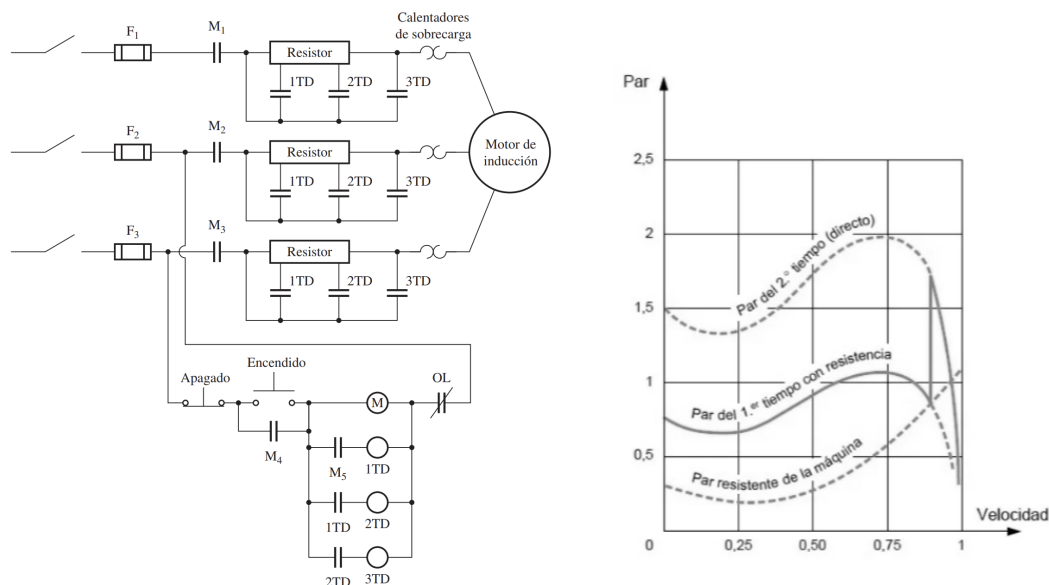 Calentadores
de sobrecarga
F1
M1
Resistor
1TD
2TD
3TD
F2
M2
Resistor
1TD
2TD
3TD
Motor de
inducción
F3
M3
Resistor
1TD
2TD
3TD
Encendido
Apagado
OL
M
M4
M5
1TD
1TD
2TD
2TD
3TD
Par
2,5
2
1,5
1
0,5
0
0,25
0,50
0,75
1
Velocidad
Par del 2.º tiempo (directo)
Par del 1.er tiempo con resistencia
Par resistente de la máquina